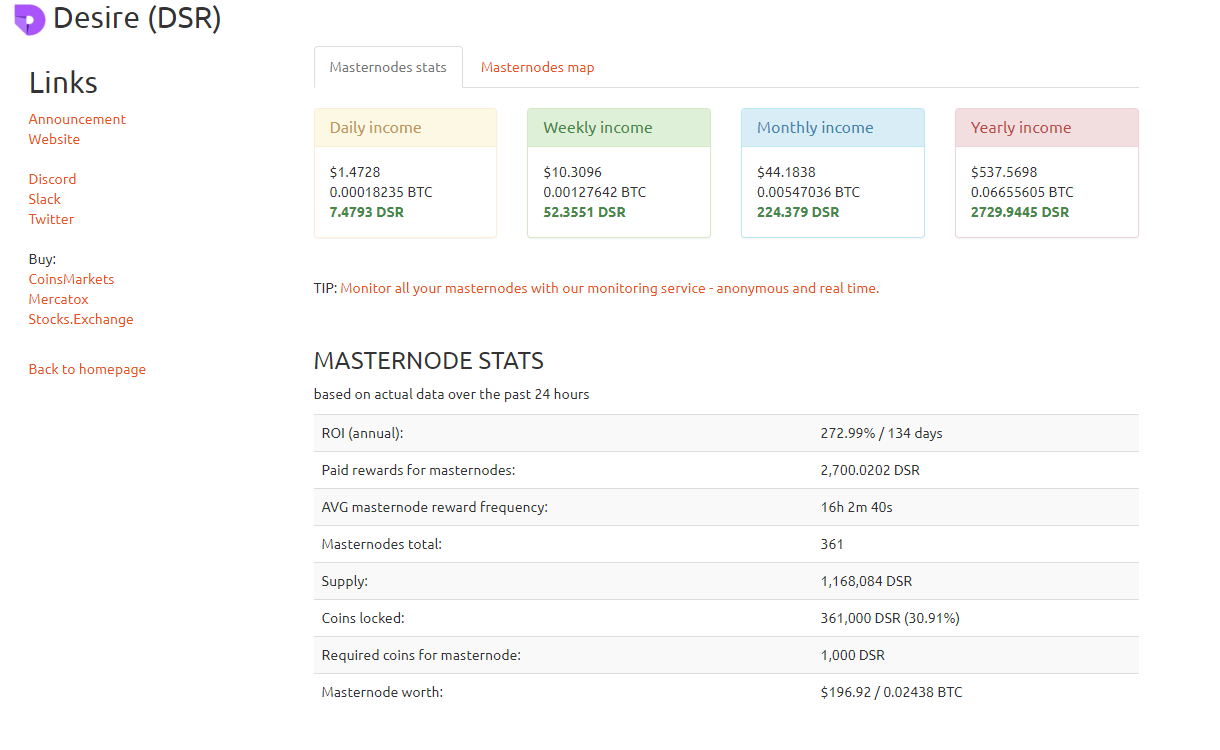 Desire (DSR)
Links
Announcement
Website
Discord
Slack
Twitter
Buy:
CoinsMarkets
Mercatox
Stocks.Exchange
Back to homepage
Masternodes stats
Masternodes map
Daily income
$1.4728
0.00018235 BTC
7.4793 DSR
Weekly income
$10.3096
0.00127642 BTC
52.3551 DSR
Monthly income
$44.1838
0.00547036 BTC
224.379 DSR
Yearly income
$537.5698
0.06655605 BTC
2729.9445 DSR
TIP: Monitor all your masternodes with our monitoring service - anonymous and real time.
MASTERNODE STATS
based on actual data over the past 24 hours
ROI (annual): 272.99% / 134 days
Paid rewards for masternodes: 2,700.0202 DSR
AVG masternode reward frequency: 16h 2m 40s
Masternodes total: 361
Supply: 1,168,084 DSR
Coins locked: 361,000 DSR (30.91%)
Required coins for masternode: 1,000 DSR
Masternode worth: $196.92 / 0.02438 BTC